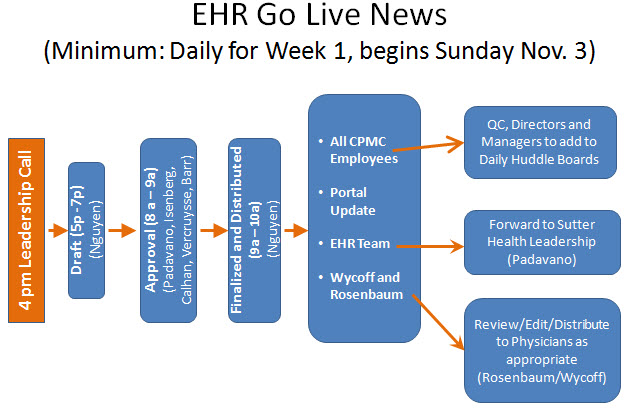 EHR Go Live News
(Minimum: Daily for Week 1, begins Sunday Nov. 3)
4 pm Leadership Call
Draft (5p -7p)
(Nguyen)
Approval (8 a – 9a)
(Padavano, Isenberg,
Calhan, Vercruysse, Barr)
Finalized and Distributed
(9a – 10a)
(Nguyen)
• All CPMC
Employees
• Portal
Update
• EHR Team
• Wycoff and
Rosenbaum
QC, Directors and
Managers to add to
Daily Huddle Boards
Forward to Sutter
Health Leadership
(Padavano)
Review/Edit/Distribute
to Physicians as
appropriate
(Rosenbaum/Wycoff)